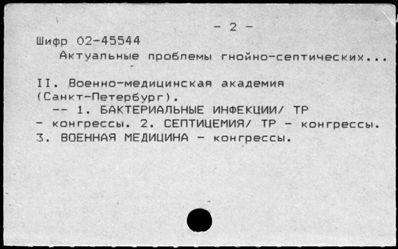 - 2 -
Шифр 02-45544
Актуальные проблемы гнойно-септических...
II. Военно-медицинская академия
(Санкт-Петербург).
-- 1. БАКТЕРИАЛЬНЫЕ ИНФЕКЦИИ/ ТР
- конгрессы. 2. СЕПТИЦЕМИЯ/ ТР - конгрессы.
3. ВОЕННАЯ МЕДИЦИНА - конгрессы.